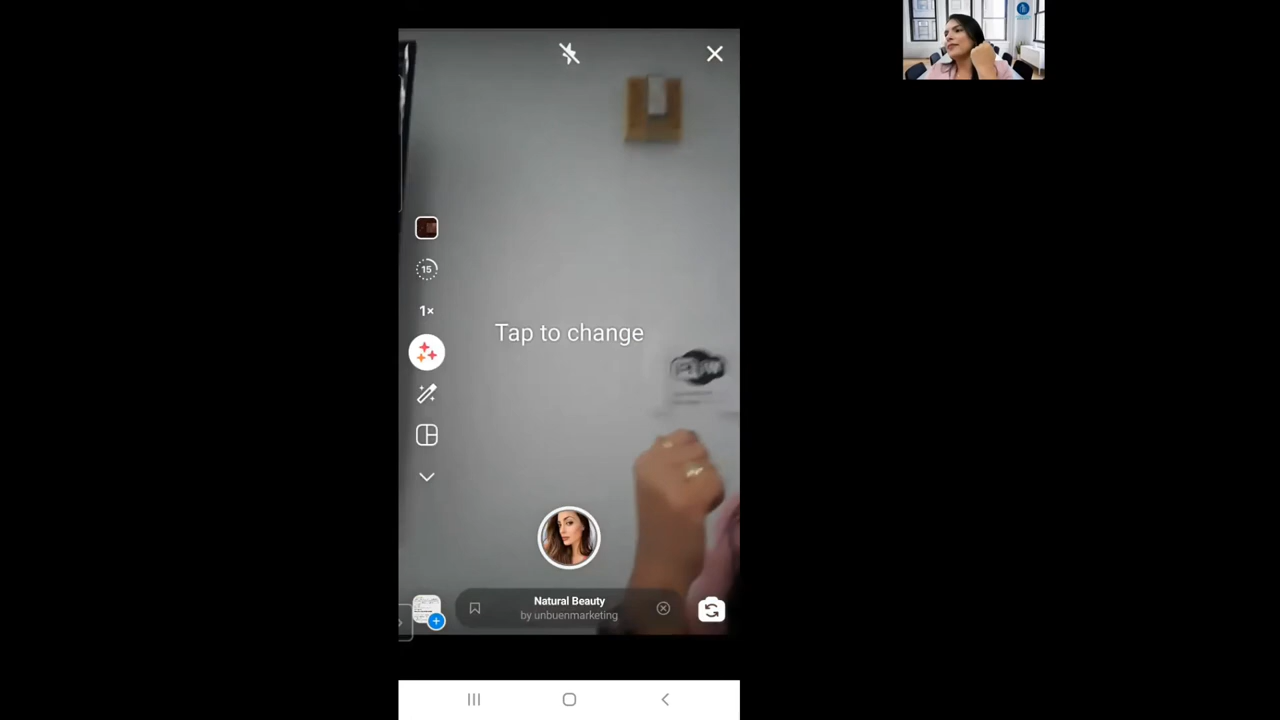 15
1×
Tap to change
Natural Beauty
by unbuenmarketing